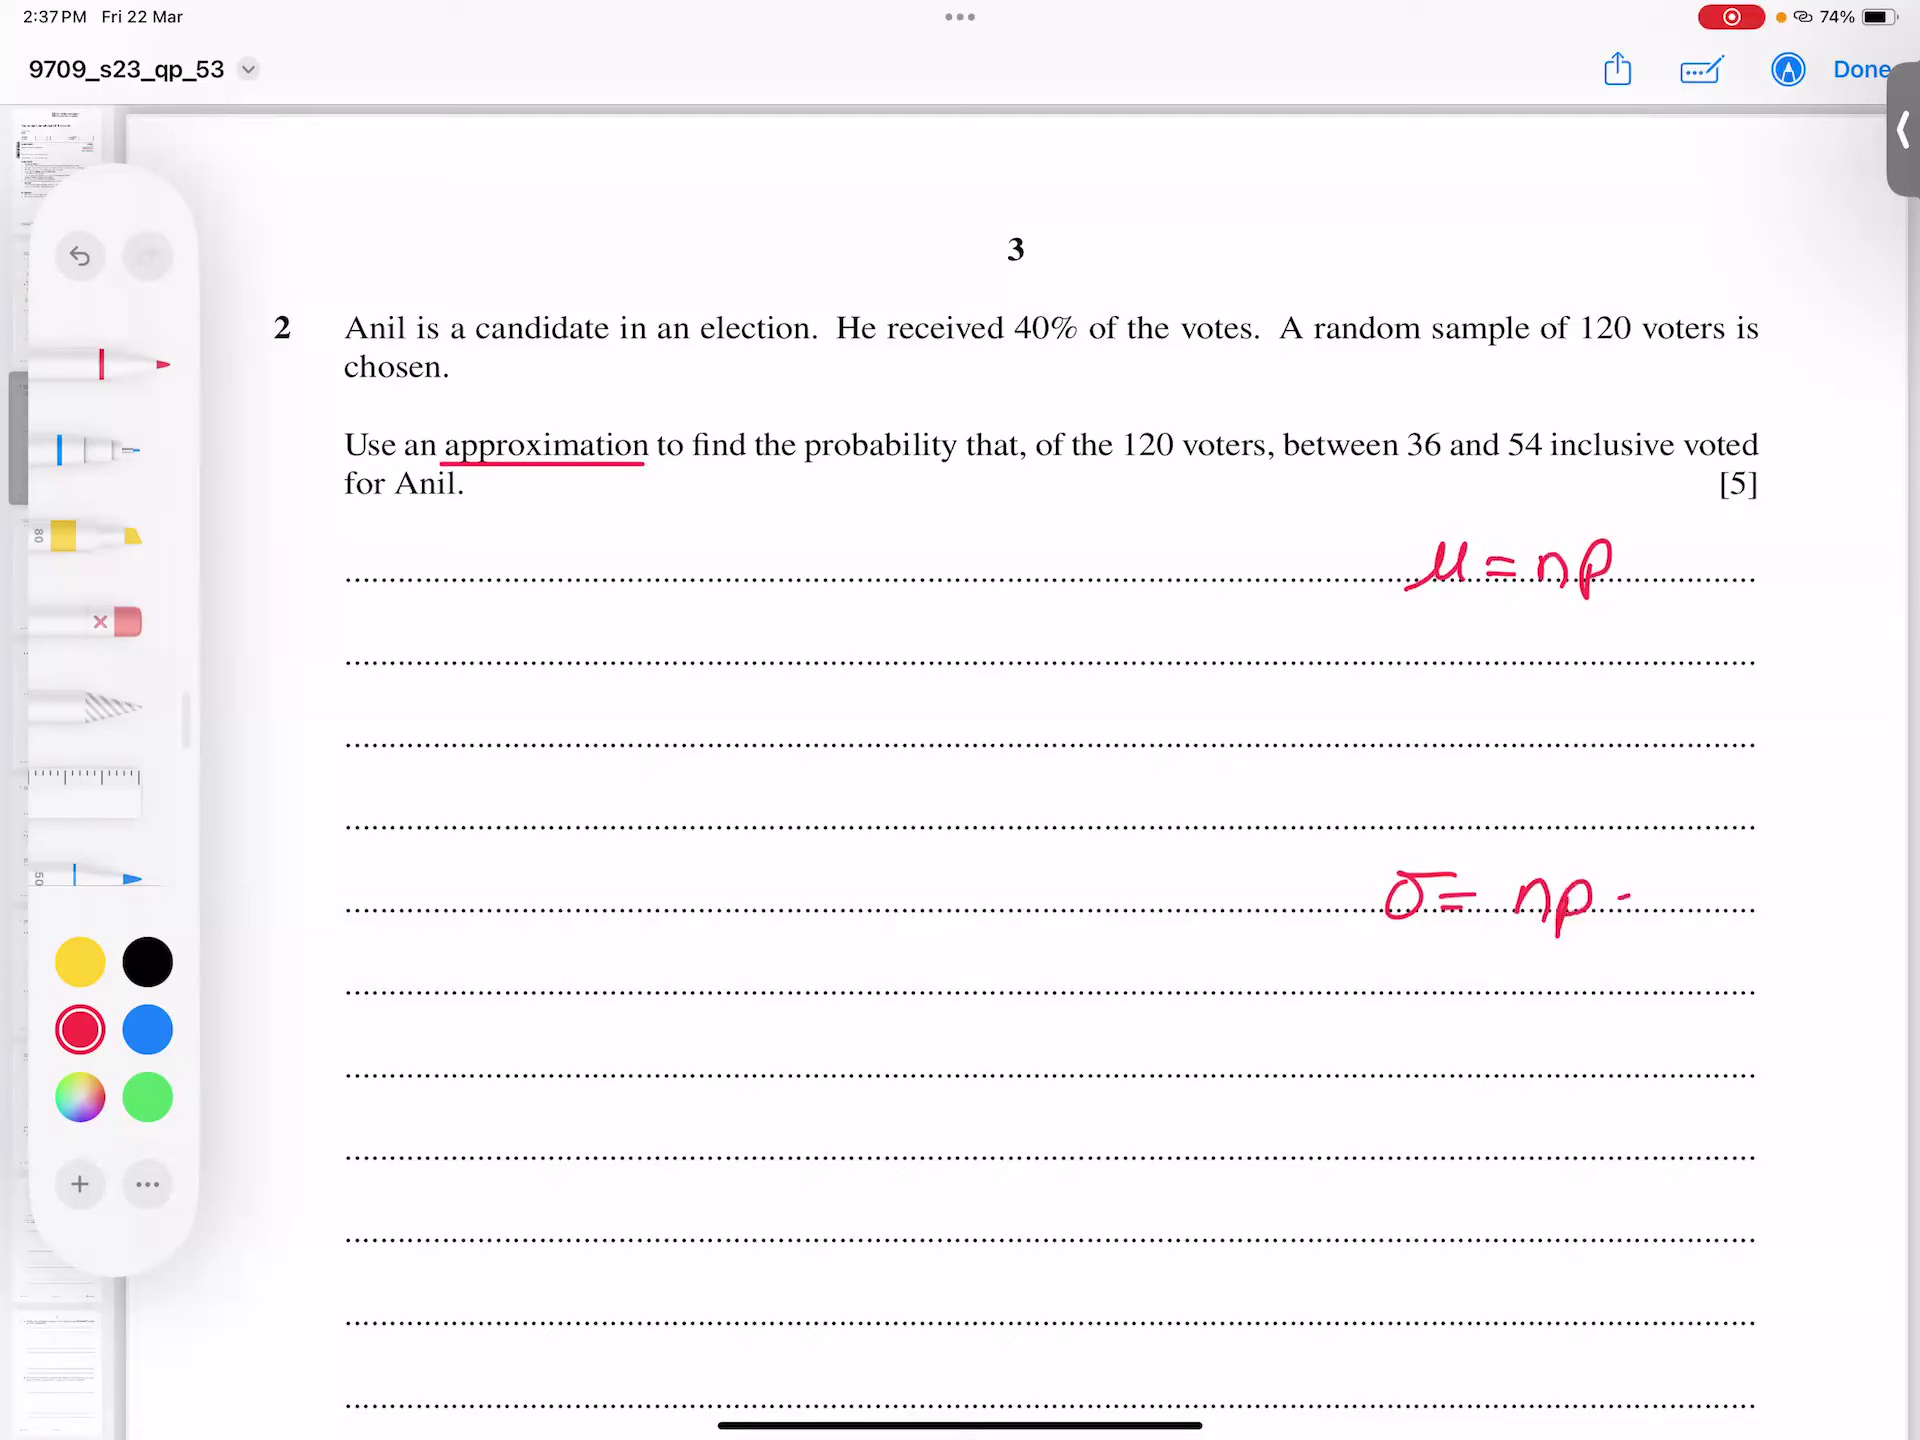 2:37 PM Fri 22 Mar
74%
9709_s23_qp_53
Done
3
2 Anil is a candidate in an election. He received 40% of the votes. A random sample of 120 voters is
chosen.
Use an approximation to find the probability that, of the 120 voters, between 36 and 54 inclusive voted
for Anil. [5]
μ = np
σ = np -
80
50